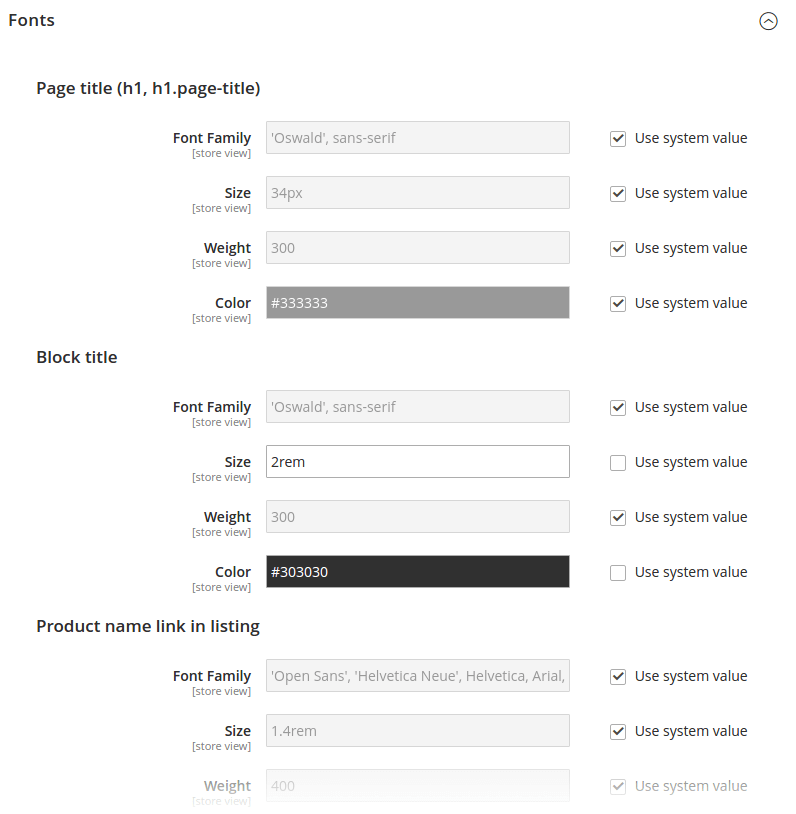 Fonts
Page title (h1, h1.page-title)
Font Family 'Oswald', sans-serif Use system value
[store view]
Size 34px Use system value
[store view]
Weight 300 Use system value
[store view]
Color #333333 Use system value
[store view]
Block title
Font Family 'Oswald', sans-serif Use system value
[store view]
Size 2rem Use system value
[store view]
Weight 300 Use system value
[store view]
Color #303030 Use system value
[store view]
Product name link in listing
Font Family 'Open Sans', 'Helvetica Neue', Helvetica, Arial, Use system value
[store view]
Size 1.4rem Use system value
[store view]
Weight 400 Use system value
[store view]